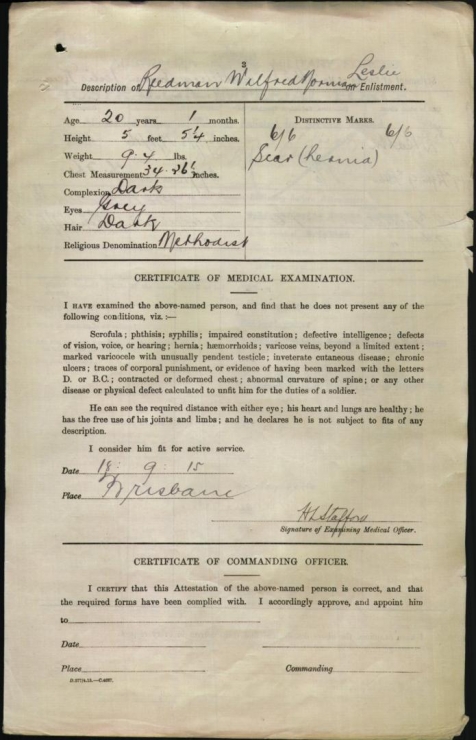 2
Leslie
Description of Reedman Wilfred Norman on Enlistment.
Age 20 years 1 months.
Height 5 feet 5¼ inches.
Weight 9·4 lbs.
Chest Measurement 34·36½ inches.
Complexion Dark
Eyes Grey
Hair Dark
Religious Denomination Methodist
DISTINCTIVE MARKS.
6/6 6/6
Scar (hernia)
CERTIFICATE OF MEDICAL EXAMINATION.
I HAVE examined the above-named person, and find that he does not present any of the
following conditions, viz. :—
Scrofula ; phthisis ; syphilis ; impaired constitution ; defective intelligence ; defects
of vision, voice, or hearing ; hernia ; hæmorrhoids ; varicose veins, beyond a limited extent ;
marked varicocele with unusually pendent testicle ; inveterate cutaneous disease ; chronic
ulcers ; traces of corporal punishment, or evidence of having been marked with the letters
D. or B.C. ; contracted or deformed chest ; abnormal curvature of spine ; or any other
disease or physical defect calculated to unfit him for the duties of a soldier.
He can see the required distance with either eye ; his heart and lungs are healthy ; he
has the free use of his joints and limbs ; and he declares he is not subject to fits of any
description.
I consider him fit for active service.
Date 18: 9 : 15
Place Brisbane
H L Stafford
Signature of Examining Medical Officer.
CERTIFICATE OF COMMANDING OFFICER.
I CERTIFY that this Attestation of the above-named person is correct, and that
the required forms have been complied with. I accordingly approve, and appoint him
to
Date
Place Commanding